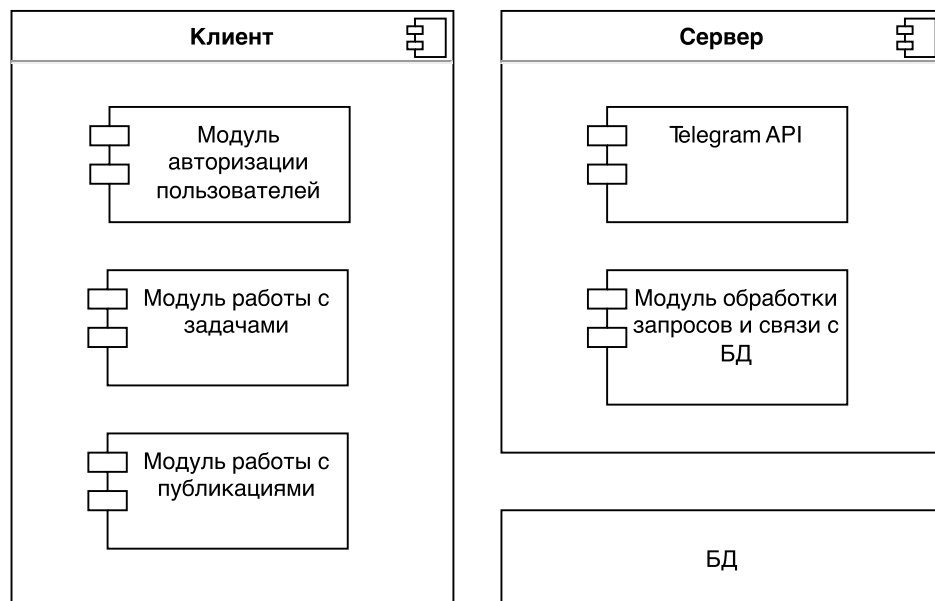 Клиент
Модуль
авторизации
пользователей
Модуль работы с
задачами
Модуль работы с
публикациями
Сервер
Telegram API
Модуль обработки
запросов и связи с
БД
БД